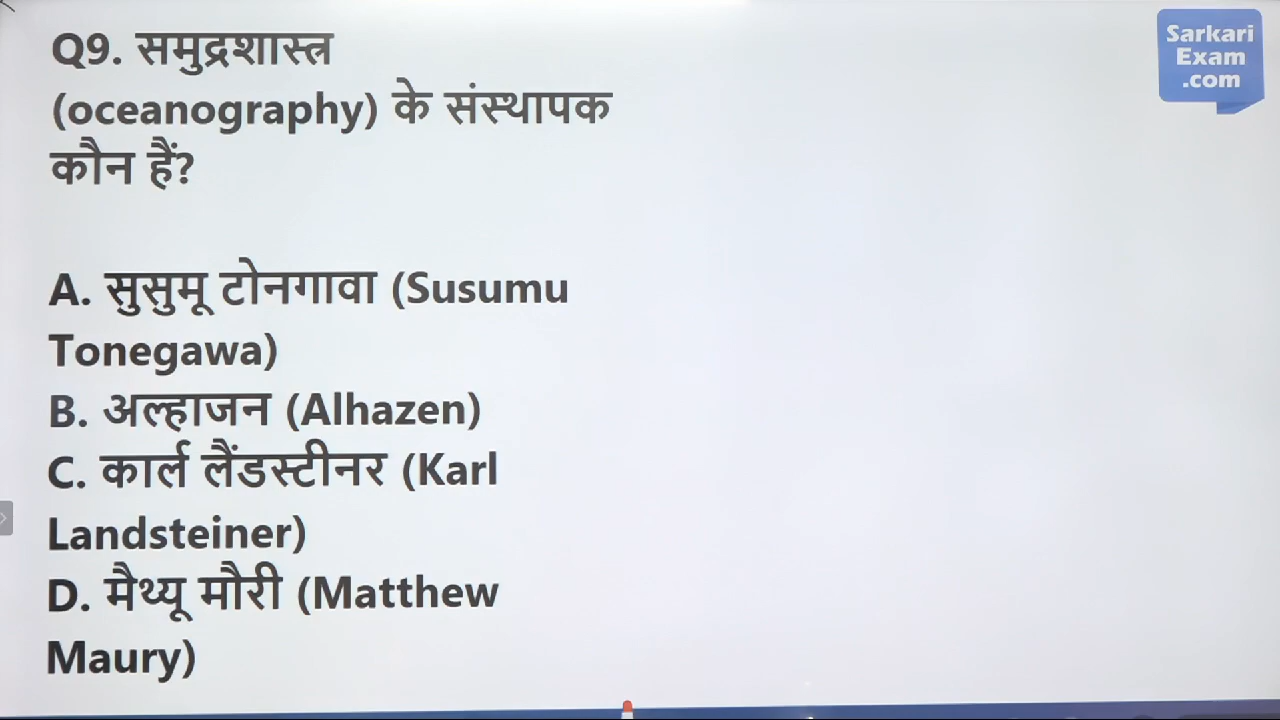 Q9. समुद्रशास्त्र
(oceanography) के संस्थापक
कौन हैं?
A. सुसुमू टोनगावा (Susumu
Tonegawa)
B. अल्हाजन (Alhazen)
C. कार्ल लैंडस्टीनर (Karl
Landsteiner)
D. मैथ्यू मौरी (Matthew
Maury)
Sarkari
Exam
.com